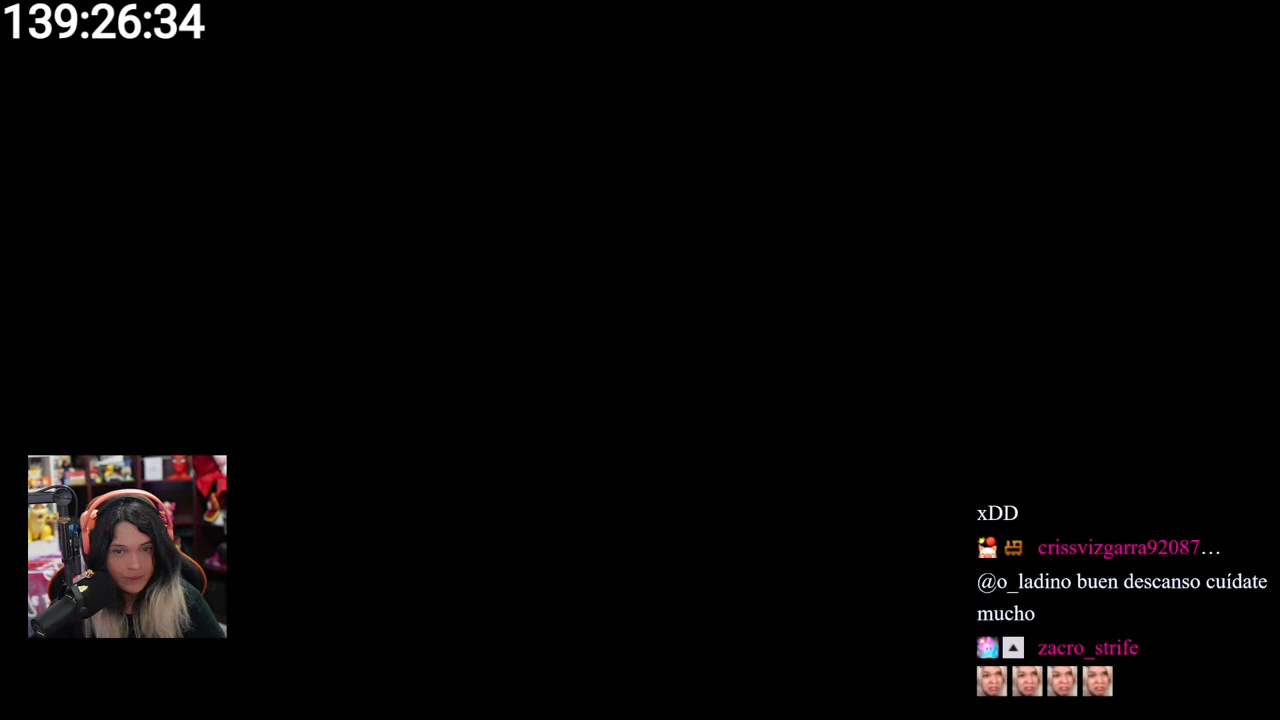 139:26:34
xDD
crissvizgarra92087…
@o_ladino buen descanso cuídate
mucho
zacro_strife